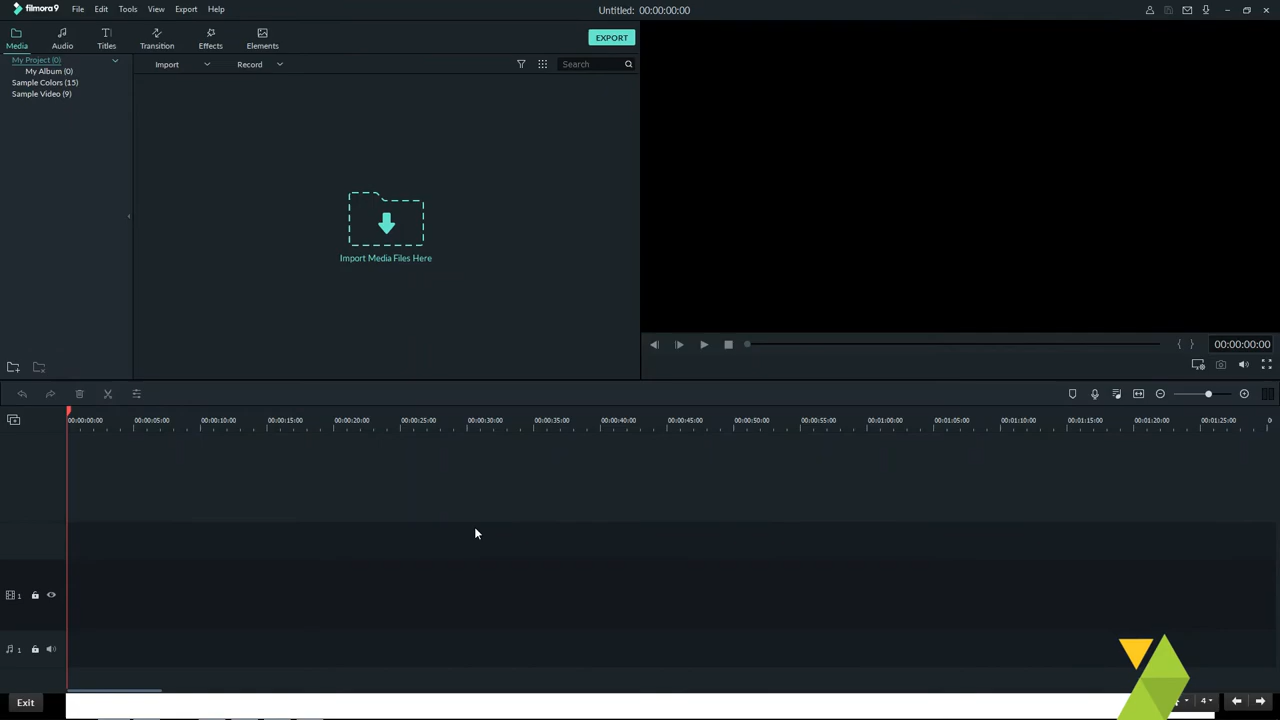 filmora9 File Edit Tools View Export Help Untitled: 00:00:00:00
Media Audio Titles Transition Effects Elements EXPORT
My Project (0) Import Record Search
My Album (0)
Sample Colors (15)
Sample Video (9)
Import Media Files Here
00:00:00:00
00:00:00:00 00:00:05:00 00:00:10:00 00:00:15:00 00:00:20:00 00:00:25:00 00:00:30:00 00:00:35:00 00:00:40:00 00:00:45:00 00:00:50:00 00:00:55:00 00:01:00:00 00:01:05:00 00:01:10:00 00:01:15:00 00:01:20:00 00:01:25:00 0
1
1
Exit 4